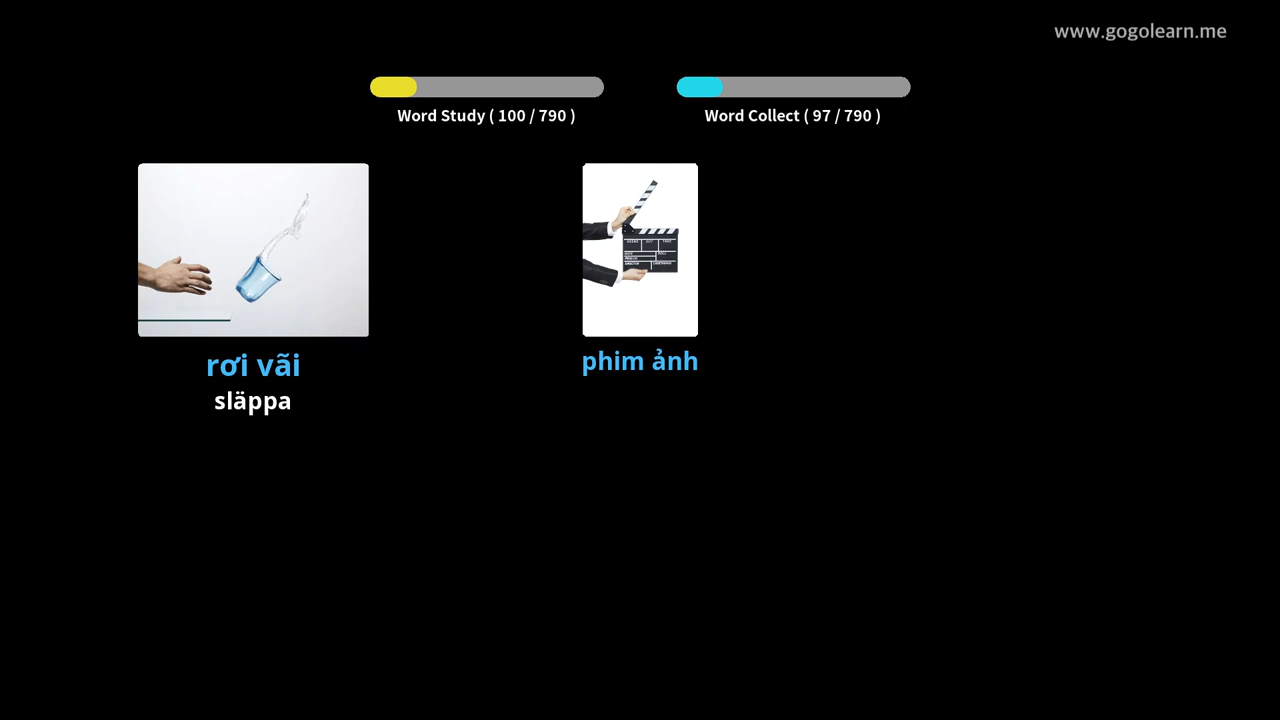 www.gogolearn.me
Word Study ( 100 / 790 )
Word Collect ( 97 / 790 )
rơi vãi
släppa
phim ảnh